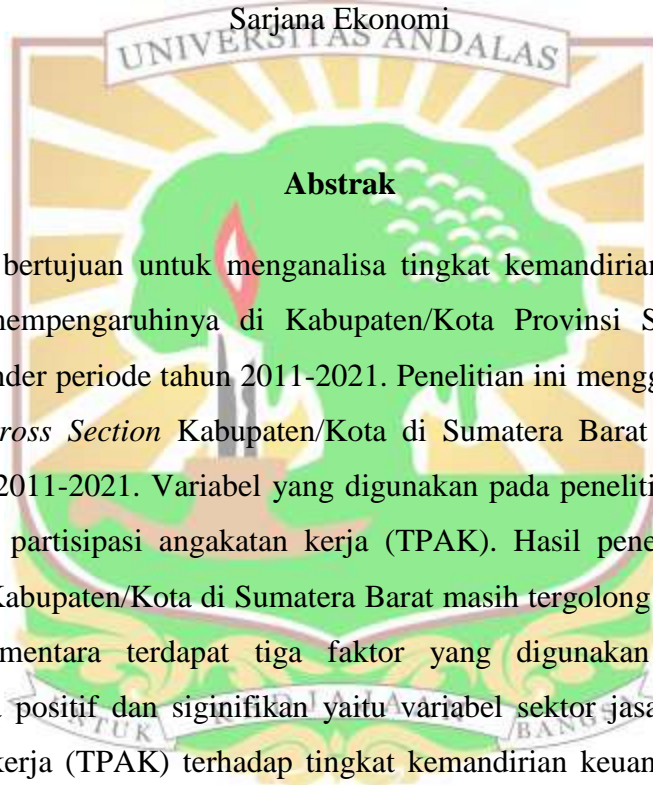 Sarjana Ekonomi
UNIVERSITAS ANDALAS
Abstrak
bertujuan untuk menganalisa tingkat kemandirian
mempengaruhinya di Kabupaten/Kota Provinsi S
nder periode tahun 2011-2021. Penelitian ini mengg
ross Section Kabupaten/Kota di Sumatera Barat
2011-2021. Variabel yang digunakan pada peneliti
partisipasi angakatan kerja (TPAK). Hasil pene
Kabupaten/Kota di Sumatera Barat masih tergolong
mentara terdapat tiga faktor yang digunakan
positif dan siginifikan yaitu variabel sektor jasa
UNTUK KEDJAJAAN BANGSA
kerja (TPAK) terhadap tingkat kemandirian keuan